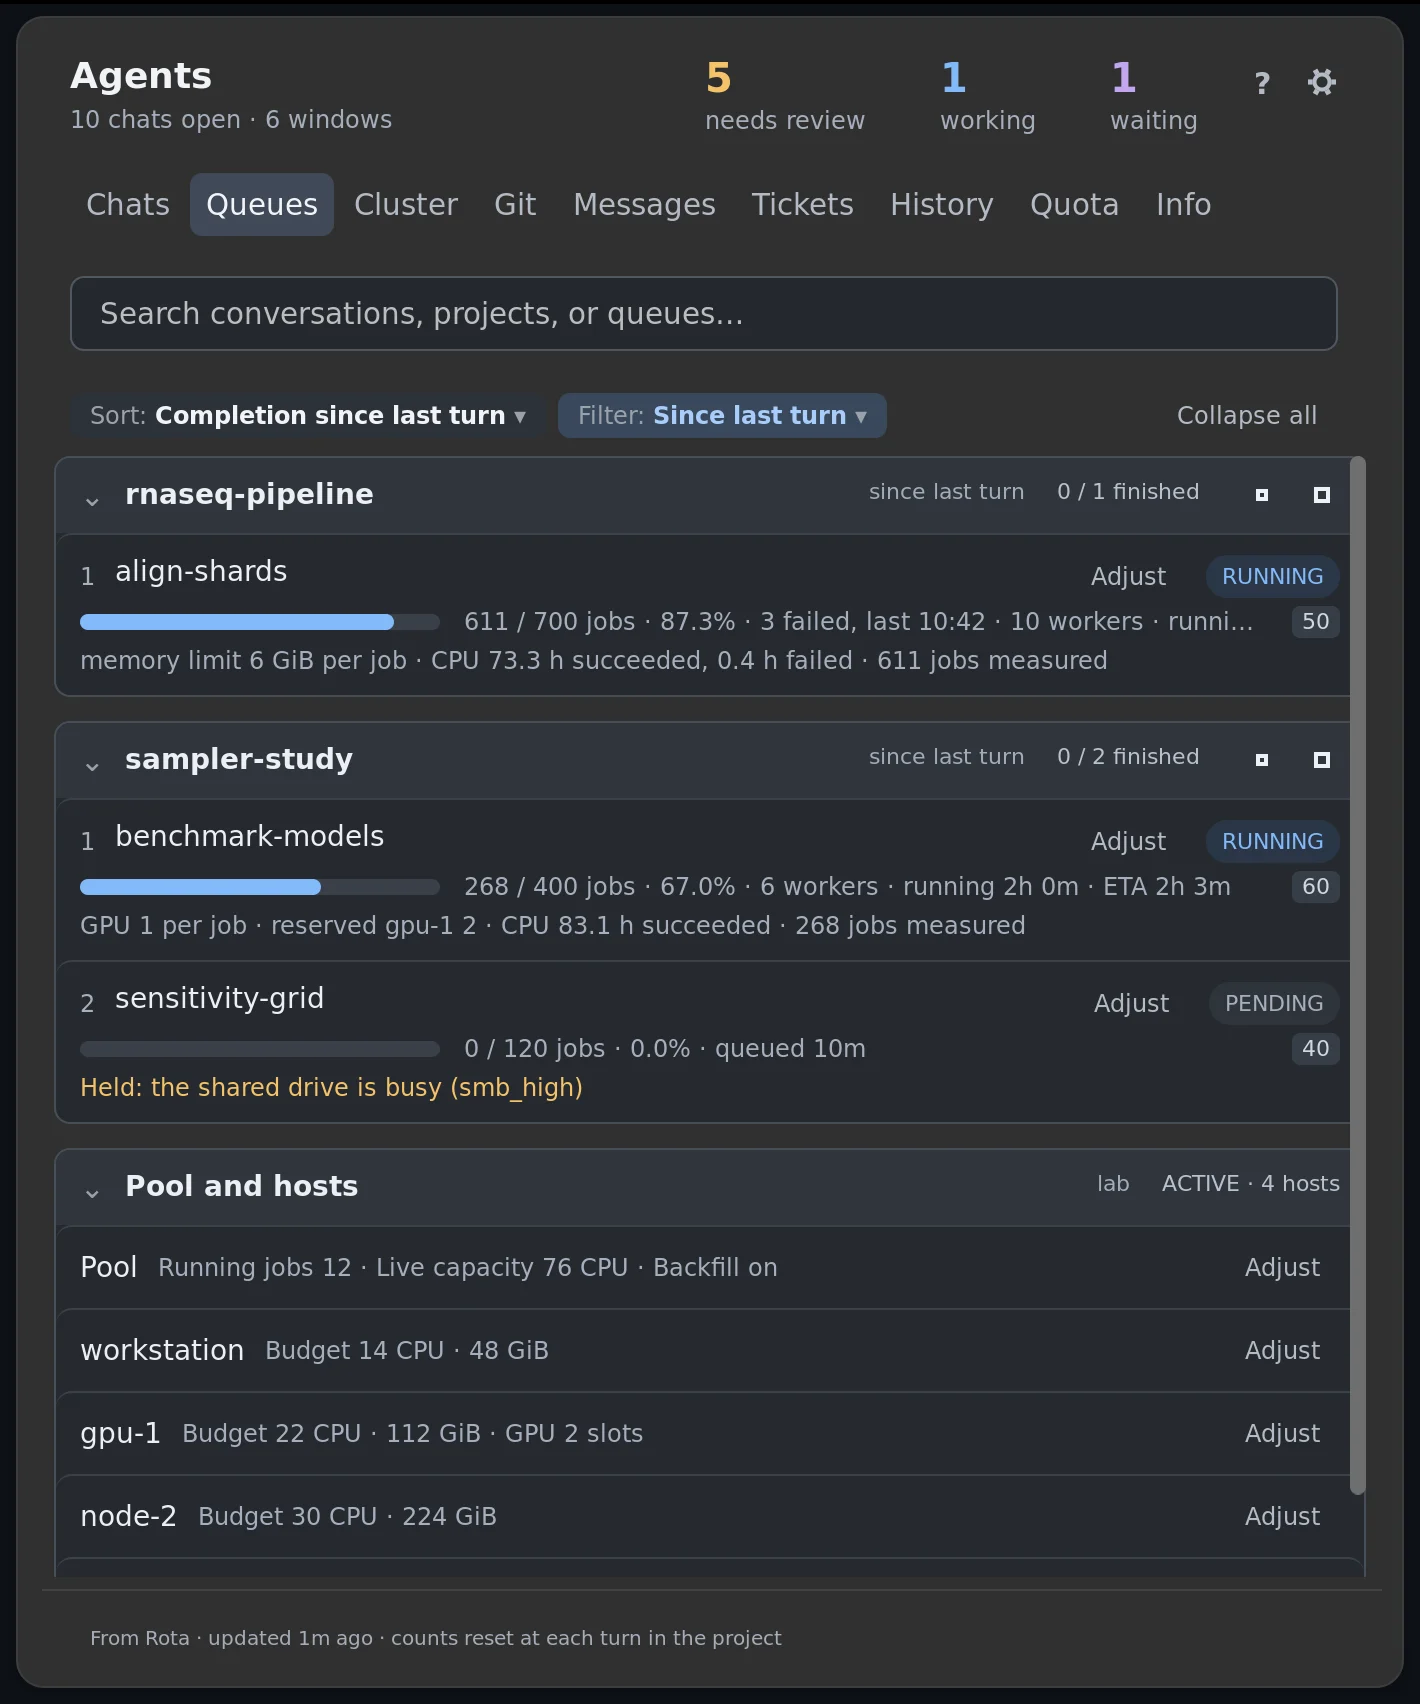 Agents
10 chats open · 6 windows
5
needs review
1
working
1
waiting
?
Chats Queues Cluster Git Messages Tickets History Quota Info
Search conversations, projects, or queues...
Sort: Completion since last turn ▾ Filter: Since last turn ▾ Collapse all
rnaseq-pipeline since last turn 0 / 1 finished
1 align-shards Adjust RUNNING
611 / 700 jobs · 87.3% · 3 failed, last 10:42 · 10 workers · runni... 50
memory limit 6 GiB per job · CPU 73.3 h succeeded, 0.4 h failed · 611 jobs measured
sampler-study since last turn 0 / 2 finished
1 benchmark-models Adjust RUNNING
268 / 400 jobs · 67.0% · 6 workers · running 2h 0m · ETA 2h 3m 60
GPU 1 per job · reserved gpu-1 2 · CPU 83.1 h succeeded · 268 jobs measured
2 sensitivity-grid Adjust PENDING
0 / 120 jobs · 0.0% · queued 10m 40
Held: the shared drive is busy (smb_high)
Pool and hosts lab ACTIVE · 4 hosts
Pool Running jobs 12 · Live capacity 76 CPU · Backfill on Adjust
workstation Budget 14 CPU · 48 GiB Adjust
gpu-1 Budget 22 CPU · 112 GiB · GPU 2 slots Adjust
node-2 Budget 30 CPU · 224 GiB Adjust
From Rota · updated 1m ago · counts reset at each turn in the project